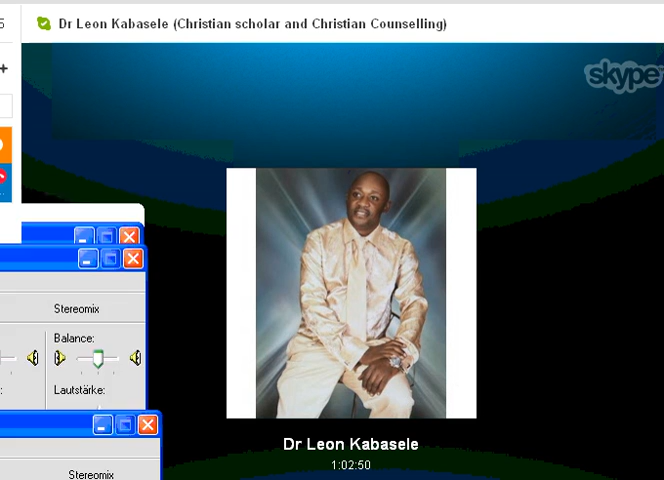 5
Dr Leon Kabasele (Christian scholar and Christian Counselling)
+
skype
Stereomix
Balance:
:
Lautstärke:
Dr Leon Kabasele
1:02:50
Stereomix